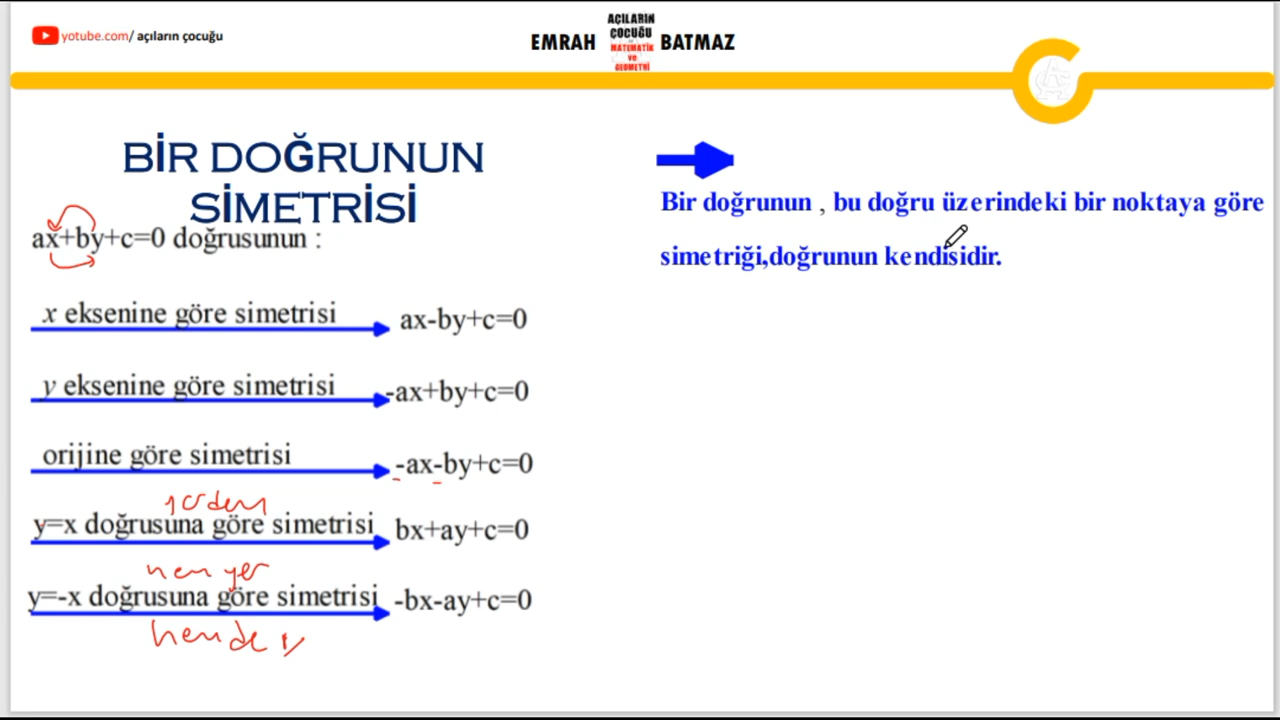 yotube.com/ açıların çocuğu
EMRAH
AÇILARIN
ÇOCUĞU
MATEMATİK
ve
GEOMETRİ
BATMAZ
BİR DOĞRUNUN
SİMETRİSİ
ax+by+c=0 doğrusunun :
x eksenine göre simetrisi
ax-by+c=0
y eksenine göre simetrisi
-ax+by+c=0
orijine göre simetrisi
-ax-by+c=0
y=x doğrusuna göre simetrisi
bx+ay+c=0
hem yer
y=-x doğrusuna göre simetrisi
-bx-ay+c=0
Bir doğrunun , bu doğru üzerindeki bir noktaya göre
simetriği,doğrunun kendisidir.